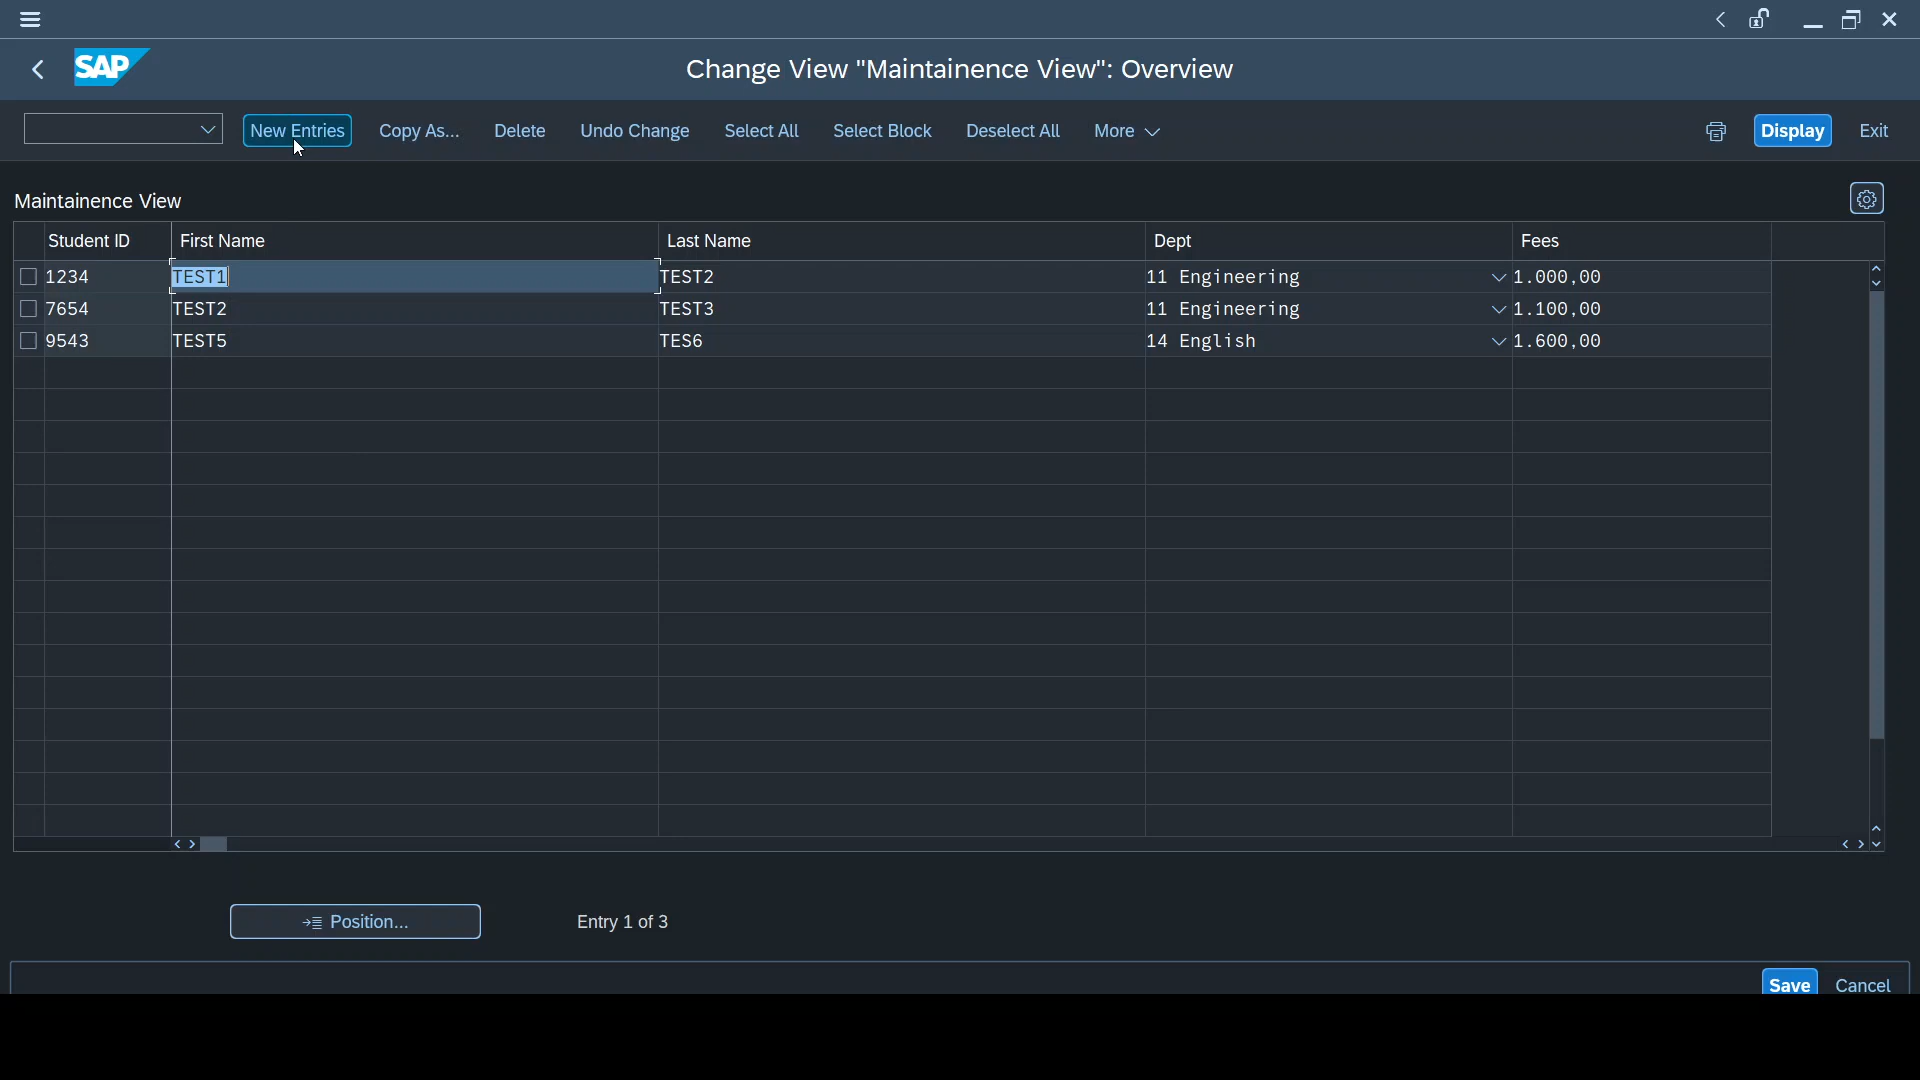 SAP
Change View "Maintainence View": Overview
New Entries Copy As... Delete Undo Change Select All Select Block Deselect All More Display Exit
Maintainence View
Student ID First Name Last Name Dept Fees
1234 TEST1 TEST2 11 Engineering 1.000,00
7654 TEST2 TEST3 11 Engineering 1.100,00
9543 TEST5 TES6 14 English 1.600,00
Position... Entry 1 of 3
Save Cancel